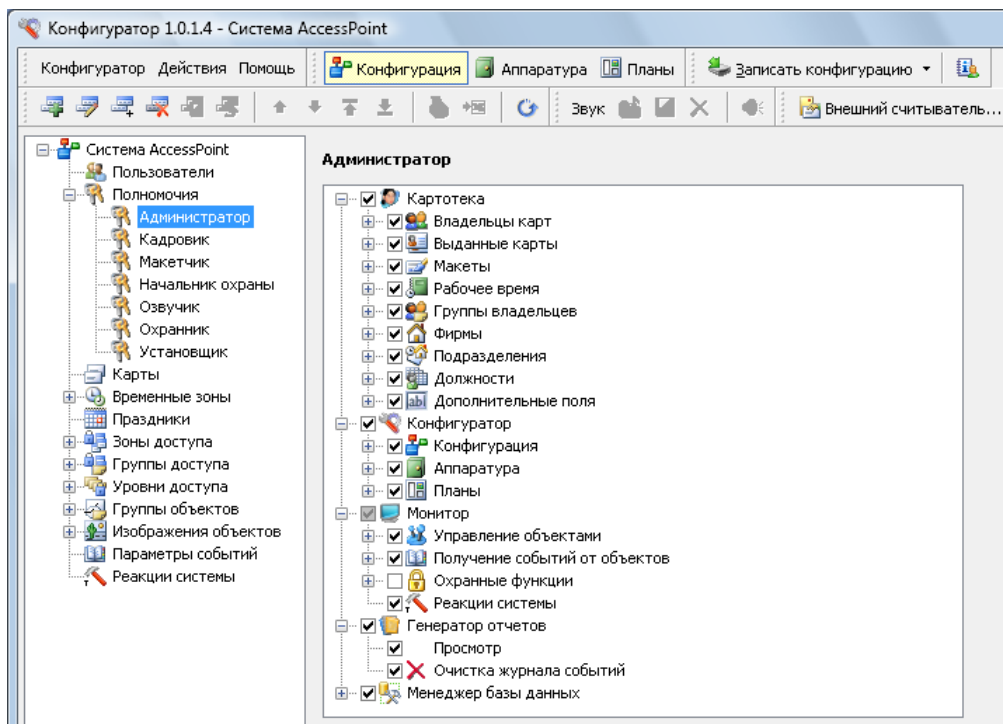 Конфигуратор 1.0.1.4 - Система AccessPoint
Конфигуратор Действия Помощь Конфигурация Аппаратура Планы Записать конфигурацию
Звук Внешний считыватель...
Система AccessPoint
Пользователи
Полномочия
Администратор
Кадровик
Макетчик
Начальник охраны
Озвучик
Охранник
Установщик
Карты
Временные зоны
Праздники
Зоны доступа
Группы доступа
Уровни доступа
Группы объектов
Изображения объектов
Параметры событий
Реакции системы
Администратор
Картотека
Владельцы карт
Выданные карты
Макеты
Рабочее время
Группы владельцев
Фирмы
Подразделения
Должности
abl Дополнительные поля
Конфигуратор
Конфигурация
Аппаратура
Планы
Монитор
Управление объектами
Получение событий от объектов
Охранные функции
Реакции системы
Генератор отчетов
Просмотр
Очистка журнала событий
Менеджер базы данных